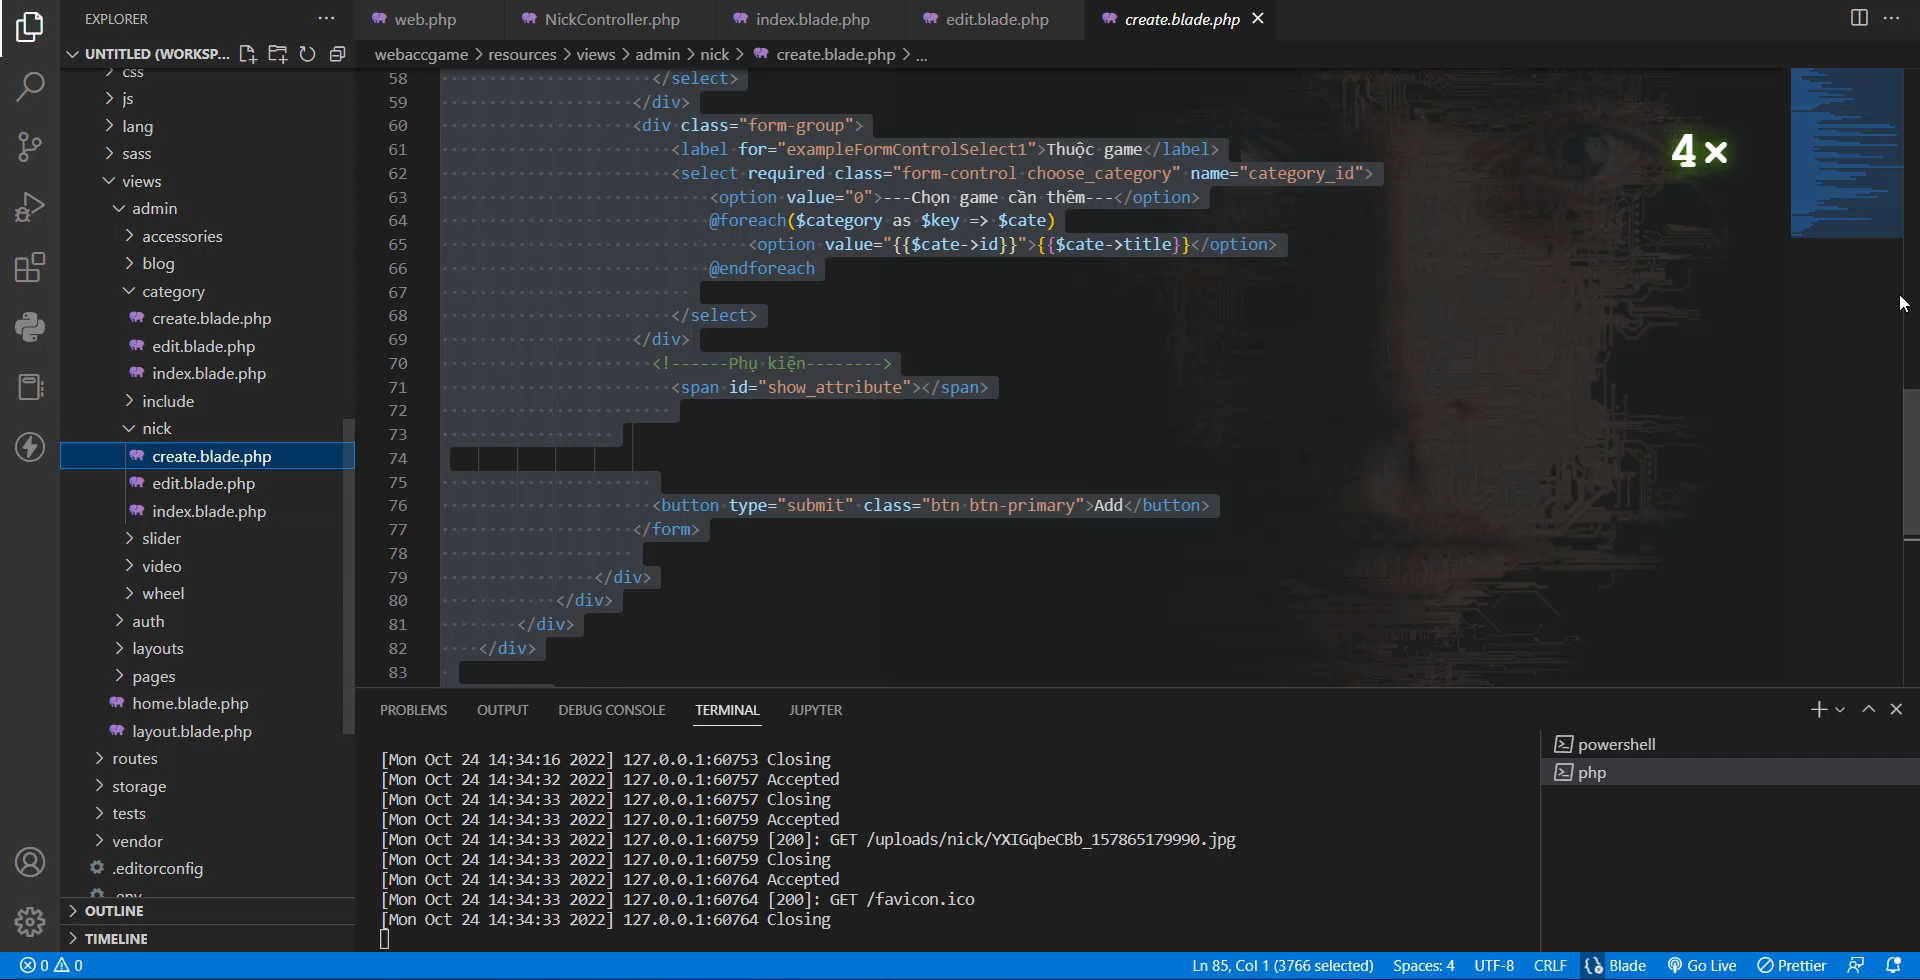 EXPLORER
web.php
NickController.php
index.blade.php
edit.blade.php
create.blade.php
UNTITLED (WORKSP...
webaccgame > resources > views > admin > nick > create.blade.php > ...
css
js
lang
sass
views
admin
accessories
blog
category
create.blade.php
edit.blade.php
index.blade.php
include
nick
create.blade.php
edit.blade.php
index.blade.php
slider
video
wheel
auth
layouts
pages
home.blade.php
layout.blade.php
routes
storage
tests
vendor
.editorconfig
.env
OUTLINE
TIMELINE
58 </select>
59 </div>
60 <div class="form-group">
61 <label for="exampleFormControlSelect1">Thuộc game</label>
62 <select required class="form-control choose_category" name="category_id">
63 <option value="0">---Chọn game cần thêm---</option>
64 @foreach($category as $key => $cate)
65 <option value="{{$cate->id}}">{{$cate->title}}</option>
66 @endforeach
67
68 </select>
69 </div>
70 <!------Phụ kiện-------->
71 <span id="show_attribute"></span>
72
73
74
75
76 <button type="submit" class="btn btn-primary">Add</button>
77 </form>
78
79 </div>
80 </div>
81 </div>
82 </div>
83
4×
PROBLEMS OUTPUT DEBUG CONSOLE TERMINAL JUPYTER
[Mon Oct 24 14:34:16 2022] 127.0.0.1:60753 Closing
[Mon Oct 24 14:34:32 2022] 127.0.0.1:60757 Accepted
[Mon Oct 24 14:34:33 2022] 127.0.0.1:60757 Closing
[Mon Oct 24 14:34:33 2022] 127.0.0.1:60759 Accepted
[Mon Oct 24 14:34:33 2022] 127.0.0.1:60759 [200]: GET /uploads/nick/YXIGqbeCBb_157865179990.jpg
[Mon Oct 24 14:34:33 2022] 127.0.0.1:60759 Closing
[Mon Oct 24 14:34:33 2022] 127.0.0.1:60764 Accepted
[Mon Oct 24 14:34:33 2022] 127.0.0.1:60764 [200]: GET /favicon.ico
[Mon Oct 24 14:34:33 2022] 127.0.0.1:60764 Closing
powershell
php
0 0
Ln 85, Col 1 (3766 selected) Spaces: 4 UTF-8 CRLF Blade Go Live Prettier